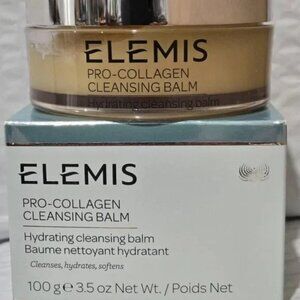 ELEMIS
PRO-COLLAGEN
CLEANSING BALM
Hydrating cleansing balm
ELEMIS
PRO-COLLAGEN
CLEANSING BALM
Hydrating cleansing balm
Baume nettoyant hydratant
Cleanses, hydrates, softens
100 g ℮ 3.5 oz Net Wt. / Poids Net